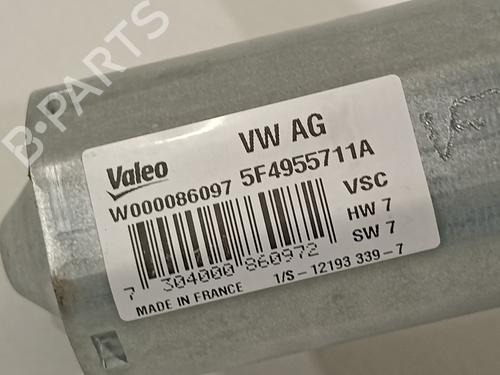 B-PARTS
Valeo
VW AG
W000086097 5F4955711A
VSC
HW 7
SW 7
7 304000 860972
MADE IN FRANCE
1/S - 12193 339-7